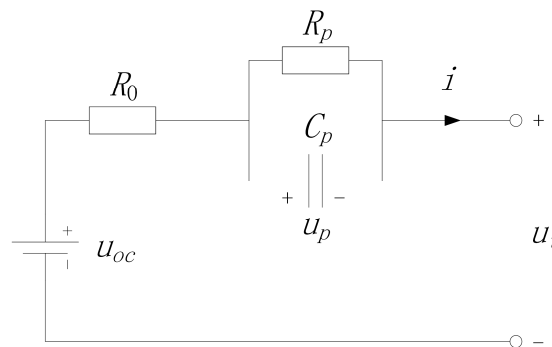 R_p
R_0
i
C_p
+
+
+ -
u_p
u_oc
-
-